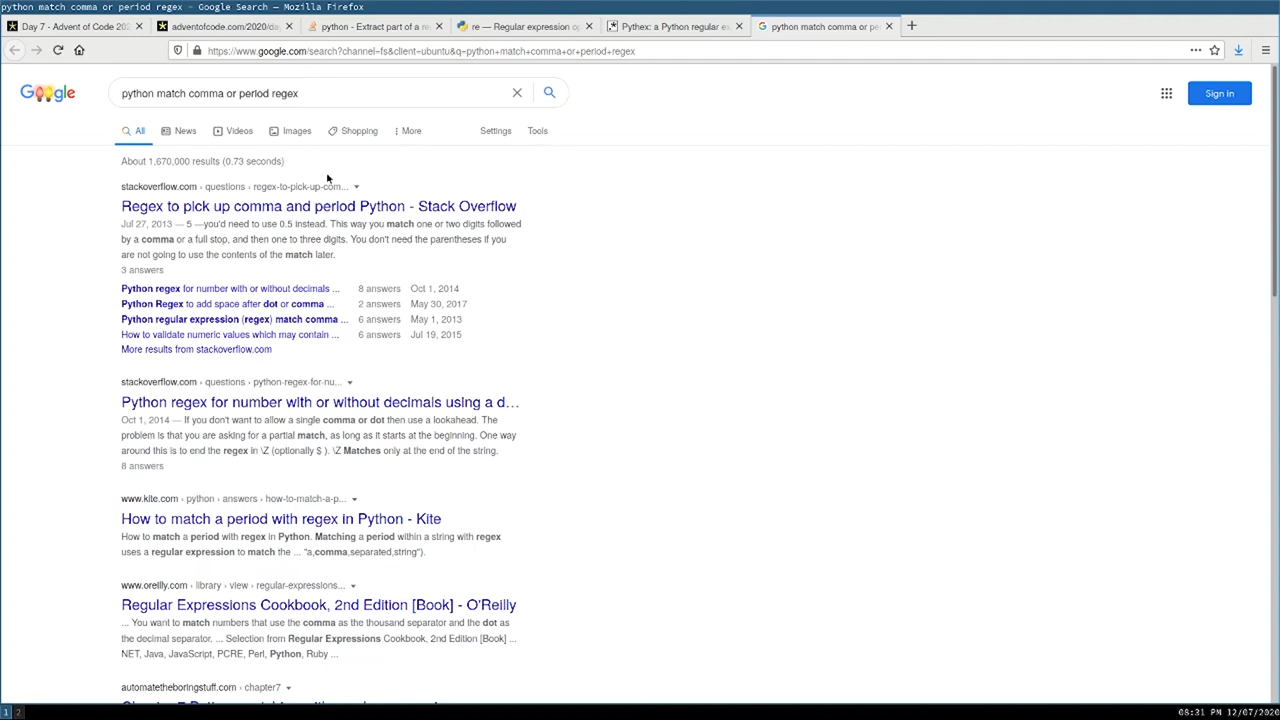 python match comma or period regex - Google Search — Mozilla Firefox
Day 7 - Advent of Code 202
adventofcode.com/2020/da
python - Extract part of a re
re — Regular expression op
Pythex: a Python regular ex
python match comma or pe
https://www.google.com/search?channel=fs&client=ubuntu&q=python+match+comma+or+period+regex
Google
python match comma or period regex
Sign in
All
News
Videos
Images
Shopping
More
Settings
Tools
About 1,670,000 results (0.73 seconds)
stackoverflow.com › questions › regex-to-pick-up-com...
Regex to pick up comma and period Python - Stack Overflow
Jul 27, 2013 — 5 —you'd need to use 0.5 instead. This way you match one or two digits followed
by a comma or a full stop, and then one to three digits. You don't need the parentheses if you
are not going to use the contents of the match later.
3 answers
Python regex for number with or without decimals ... 8 answers Oct 1, 2014
Python Regex to add space after dot or comma ... 2 answers May 30, 2017
Python regular expression (regex) match comma ... 6 answers May 1, 2013
How to validate numeric values which may contain ... 6 answers Jul 19, 2015
More results from stackoverflow.com
stackoverflow.com › questions › python-regex-for-nu...
Python regex for number with or without decimals using a d...
Oct 1, 2014 — If you don't want to allow a single comma or dot then use a lookahead. The
problem is that you are asking for a partial match, as long as it starts at the beginning. One way
around this is to end the regex in \Z (optionally $ ). \Z Matches only at the end of the string.
8 answers
www.kite.com › python › answers › how-to-match-a-p...
How to match a period with regex in Python - Kite
How to match a period with regex in Python. Matching a period within a string with regex
uses a regular expression to match the ... "a,comma,separated,string").
www.oreilly.com › library › view › regular-expressions...
Regular Expressions Cookbook, 2nd Edition [Book] - O'Reilly
... You want to match numbers that use the comma as the thousand separator and the dot as
the decimal separator. ... Selection from Regular Expressions Cookbook, 2nd Edition [Book] ...
NET, Java, JavaScript, PCRE, Perl, Python, Ruby ...
automatetheboringstuff.com › chapter7
1
2
08:31 PM 12/07/2020